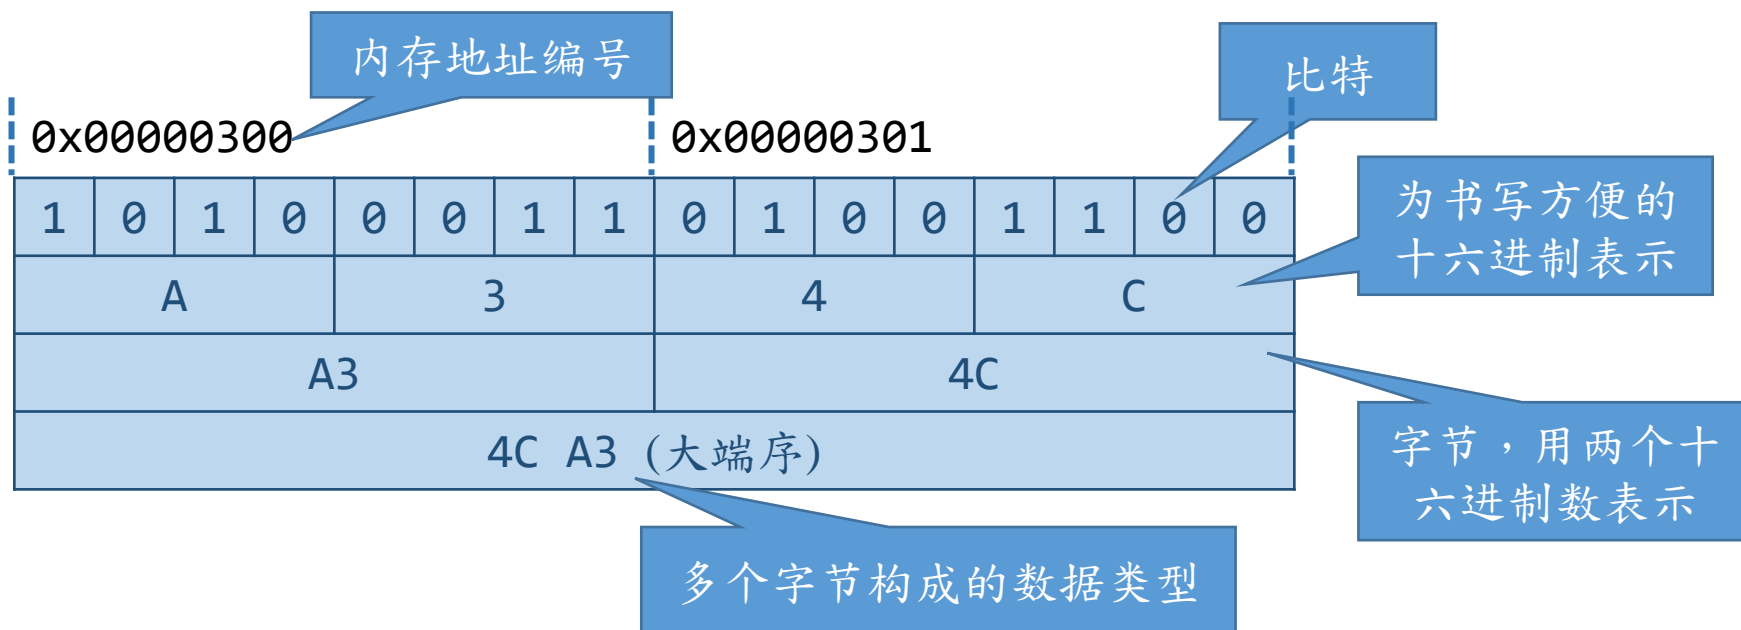 内存地址编号
比特
0x00000300 0x00000301
1 0 1 0 0 0 1 1 0 1 0 0 1 1 0 0
为书写方便的
十六进制表示
A 3 4 C
A3 4C
字节，用两个十
六进制数表示
4C A3 (大端序)
多个字节构成的数据类型